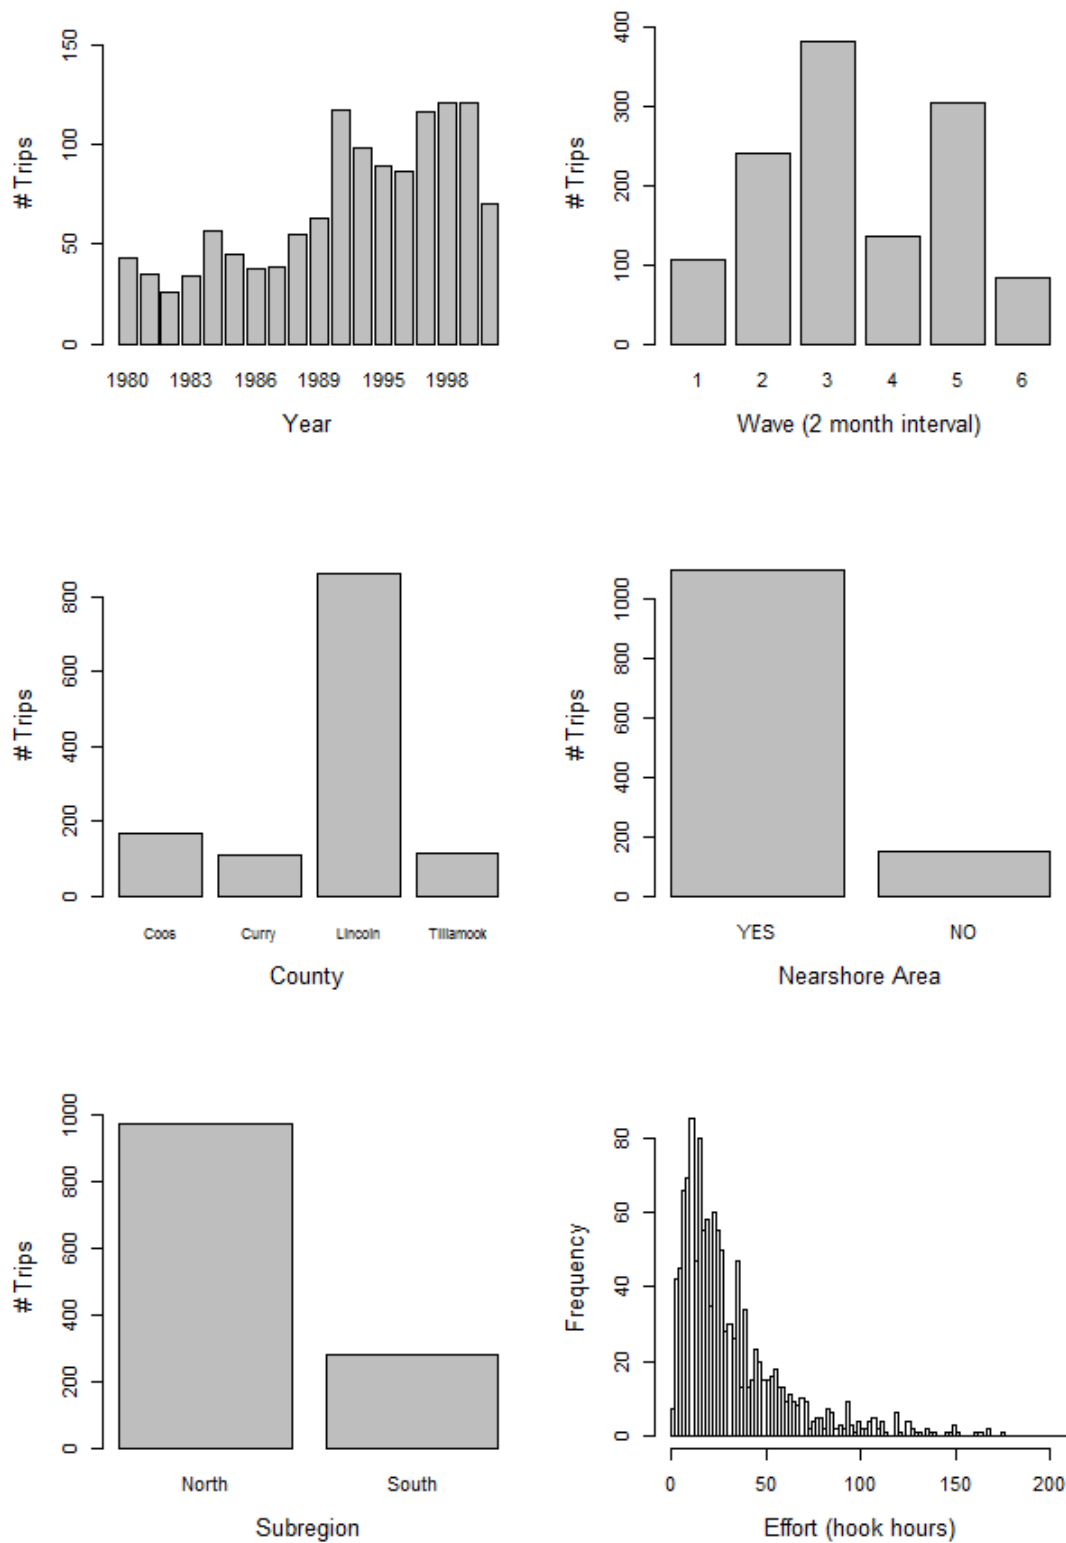 # Trips
150
100
50
0
1980 1983 1986 1989 1995 1998
Year
# Trips
400
300
200
100
0
1 2 3 4 5 6
Wave (2 month interval)
# Trips
800
600
400
200
0
Coos Curry Lincoln Tillamook
County
# Trips
1000
800
600
400
200
0
YES NO
Nearshore Area
# Trips
1000
800
600
400
200
0
North South
Subregion
Frequency
80
60
40
20
0
0 50 100 150 200
Effort (hook hours)